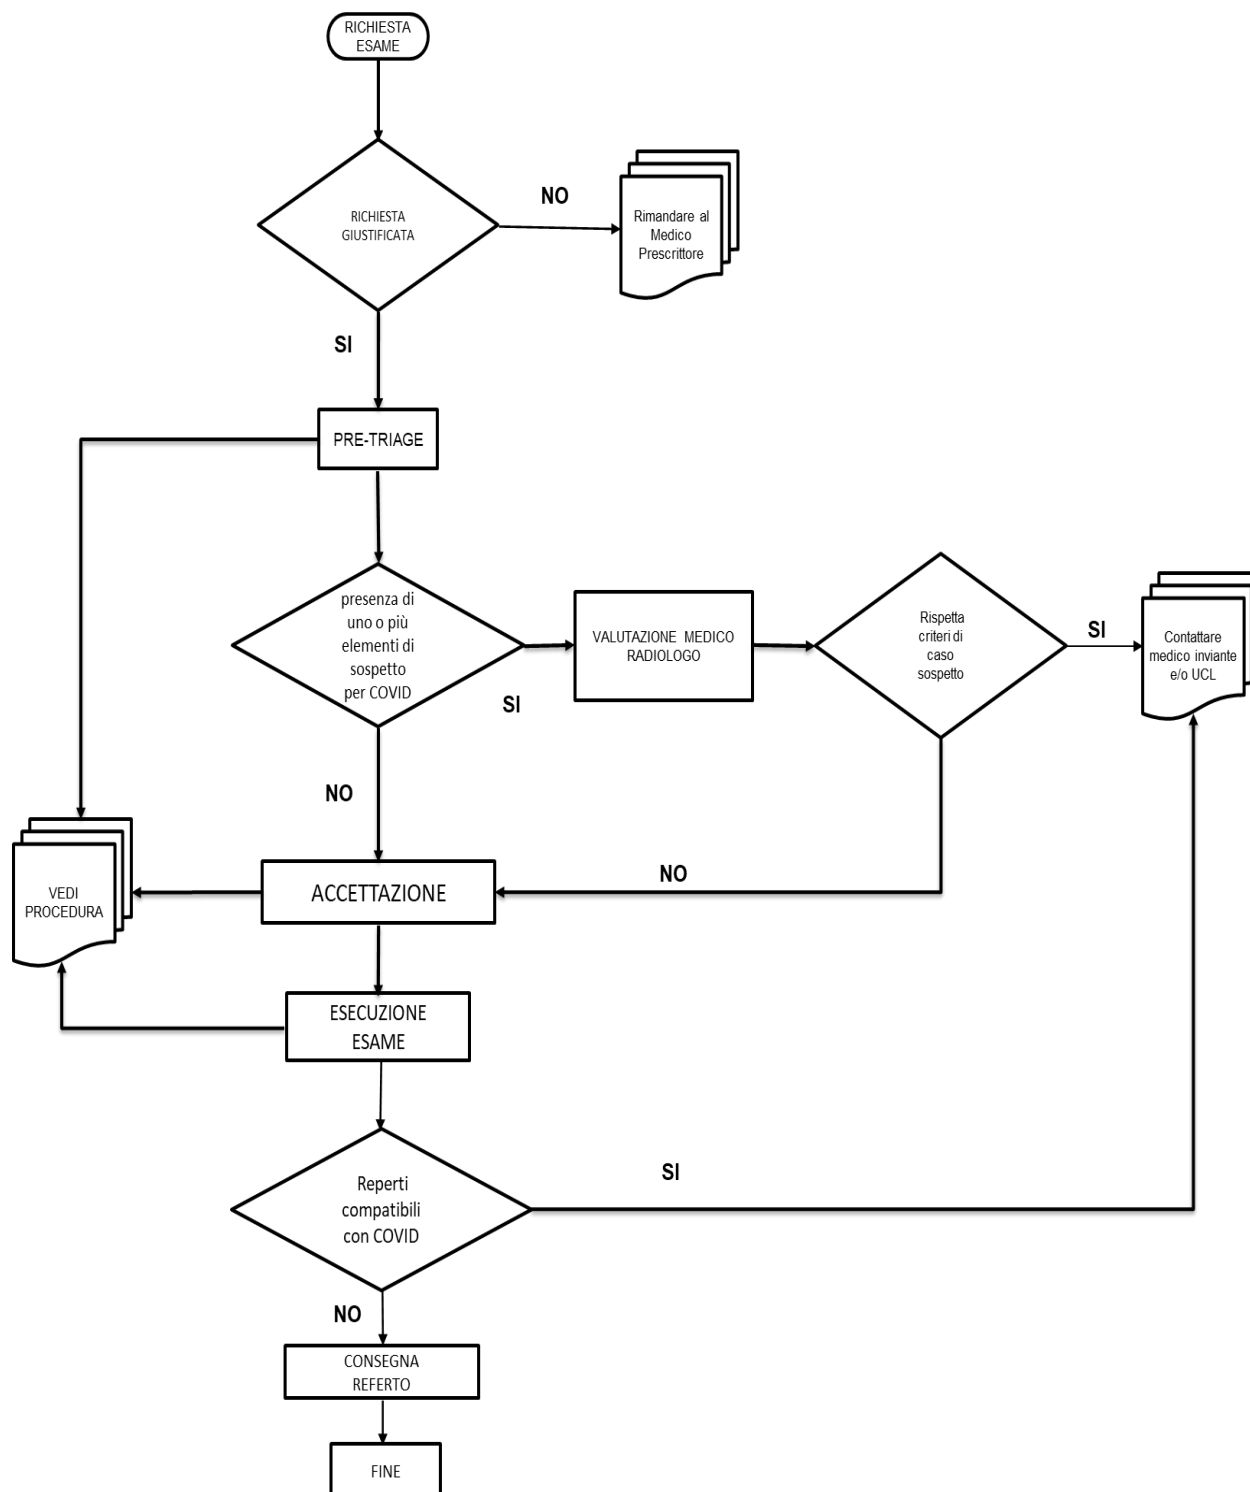 RICHIESTA
ESAME
RICHIESTA
GIUSTIFICATA
NO
Rimandare al
Medico
Prescrittore
SI
PRE-TRIAGE
presenza di
uno o più
elementi di
sospetto
per COVID
SI
VALUTAZIONE MEDICO
RADIOLOGO
Rispetta
criteri di
caso
sospetto
SI
Contattare
medico inviante
e/o UCL
NO
NO
ACCETTAZIONE
VEDI
PROCEDURA
ESECUZIONE
ESAME
Reperti
compatibili
con COVID
SI
NO
CONSEGNA
REFERTO
FINE